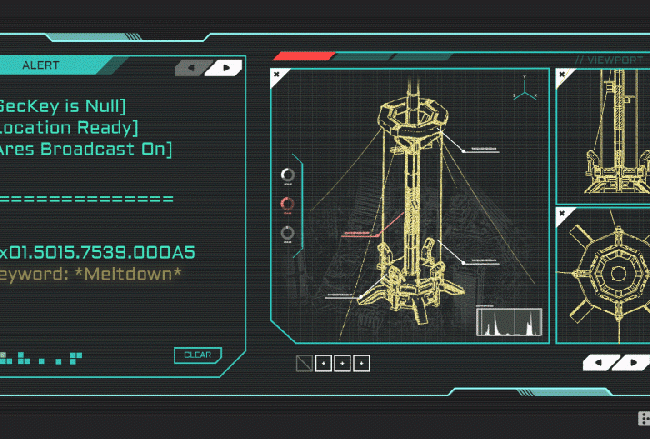 ALERT
// VIEWPORT
GecKey is Null]
Location Ready]
Ares Broadcast On]
==============
x01.5015.7539.000A5
eyword: *Meltdown*
CLEAR